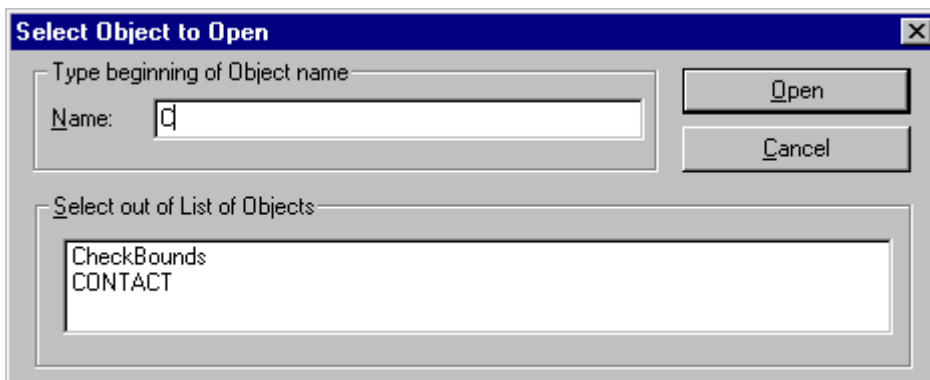 Select Object to Open
Type beginning of Object name
Name: C
Open
Cancel
Select out of List of Objects
CheckBounds
CONTACT